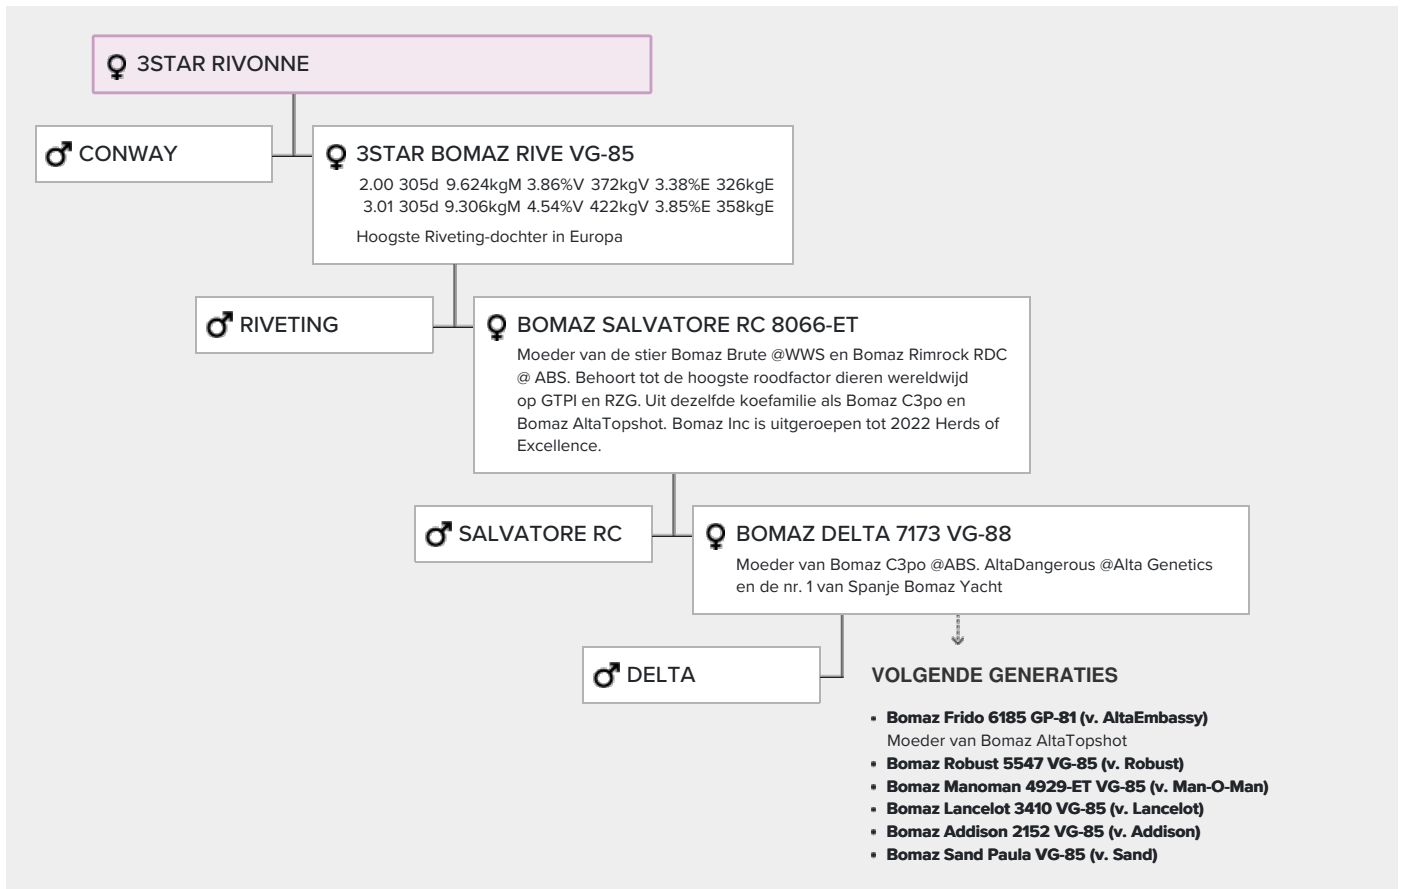 3STAR RIVONNE
CONWAY
3STAR BOMAZ RIVE VG-85
2.00 305d 9.624kgM 3.86%V 372kgV 3.38%E 326kgE
3.01 305d 9.306kgM 4.54%V 422kgV 3.85%E 358kgE
Hoogste Riveting-dochter in Europa
RIVETING
BOMAZ SALVATORE RC 8066-ET
Moeder van de stier Bomaz Brute @WWS en Bomaz Rimrock RDC
@ ABS. Behoort tot de hoogste roodfactor dieren wereldwijd
op GTPI en RZG. Uit dezelfde koefamilie als Bomaz C3po en
Bomaz AltaTopshot. Bomaz Inc is uitgeroepen tot 2022 Herds of
Excellence.
SALVATORE RC
BOMAZ DELTA 7173 VG-88
Moeder van Bomaz C3po @ABS. AltaDangerous @Alta Genetics
en de nr. 1 van Spanje Bomaz Yacht
DELTA
VOLGENDE GENERATIES
• Bomaz Frido 6185 GP-81 (v. AltaEmbassy)
Moeder van Bomaz AltaTopshot
• Bomaz Robust 5547 VG-85 (v. Robust)
• Bomaz Manoman 4929-ET VG-85 (v. Man-O-Man)
• Bomaz Lancelot 3410 VG-85 (v. Lancelot)
• Bomaz Addison 2152 VG-85 (v. Addison)
• Bomaz Sand Paula VG-85 (v. Sand)